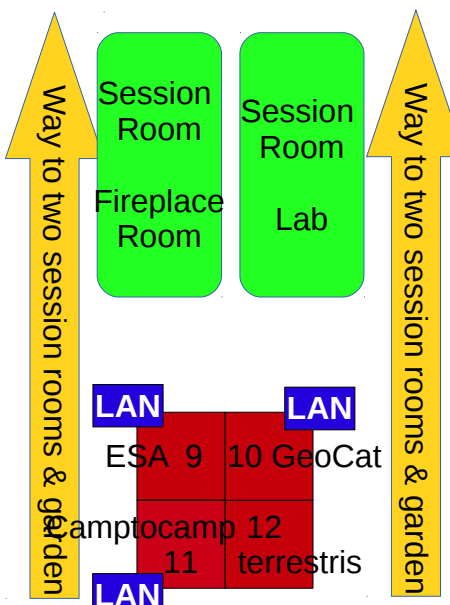 Way to two session rooms & garden
Session
Room
Fireplace
Room
Session
Room
Lab
Way to two session rooms & garden
LAN
LAN
ESA 9
10 GeoCat
Camptocamp
11
12
terrestris
LAN